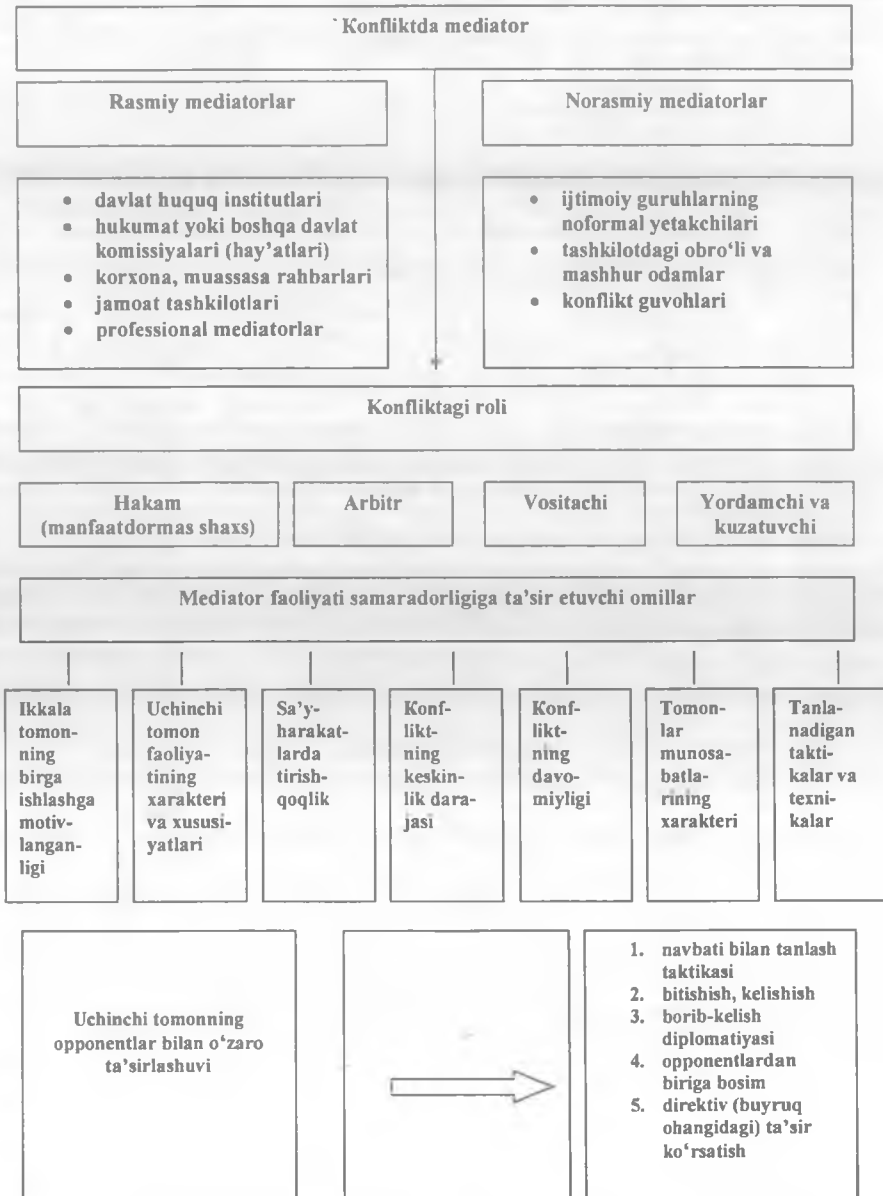 Konfliktda mediator
Rasmiy mediatorlar
Norasmiy mediatorlar
• davlat huquq institutlari
• hukumat yoki boshqa davlat
komissiyalari (hay’atlari)
• korxona, muassasa rahbarlari
• jamoat tashkilotlari
• professional mediatorlar
• ijtimoiy guruhlarning
noformal yetakchilari
• tashkilotdagi obro‘li va
mashhur odamlar
• konflikt guvohlari
Konfliktagi roli
Hakam
(manfaatdormas shaxs)
Arbitr
Vositachi
Yordamchi va
kuzatuvchi
Mediator faoliyati samaradorligiga ta’sir etuvchi omillar
Ikkala
tomon-
ning
birga
ishlashga
motiv-
langan-
ligi
Uchinchi
tomon
faoliya-
tining
xarakteri
va xususi-
yatlari
Sa’y-
harakat-
larda
tirish-
qoqlik
Konf-
likt-
ning
keskin-
lik dara-
jasi
Konf-
likt-
ning
davo-
miyligi
Tomon-
lar
munosa-
batla-
rining
xarakteri
Tanla-
nadigan
takti-
kalar va
texni-
kalar
Uchinchi tomonning
opponentlar bilan o‘zaro
ta’sirlashuvi
1. navbati bilan tanlash
taktikasi
2. bitishish, kelishish
3. borib-kelish
diplomatiyasi
4. opponentlardan
biriga bosim
5. direktiv (buyruq
ohangidagi) ta’sir
ko‘rsatish